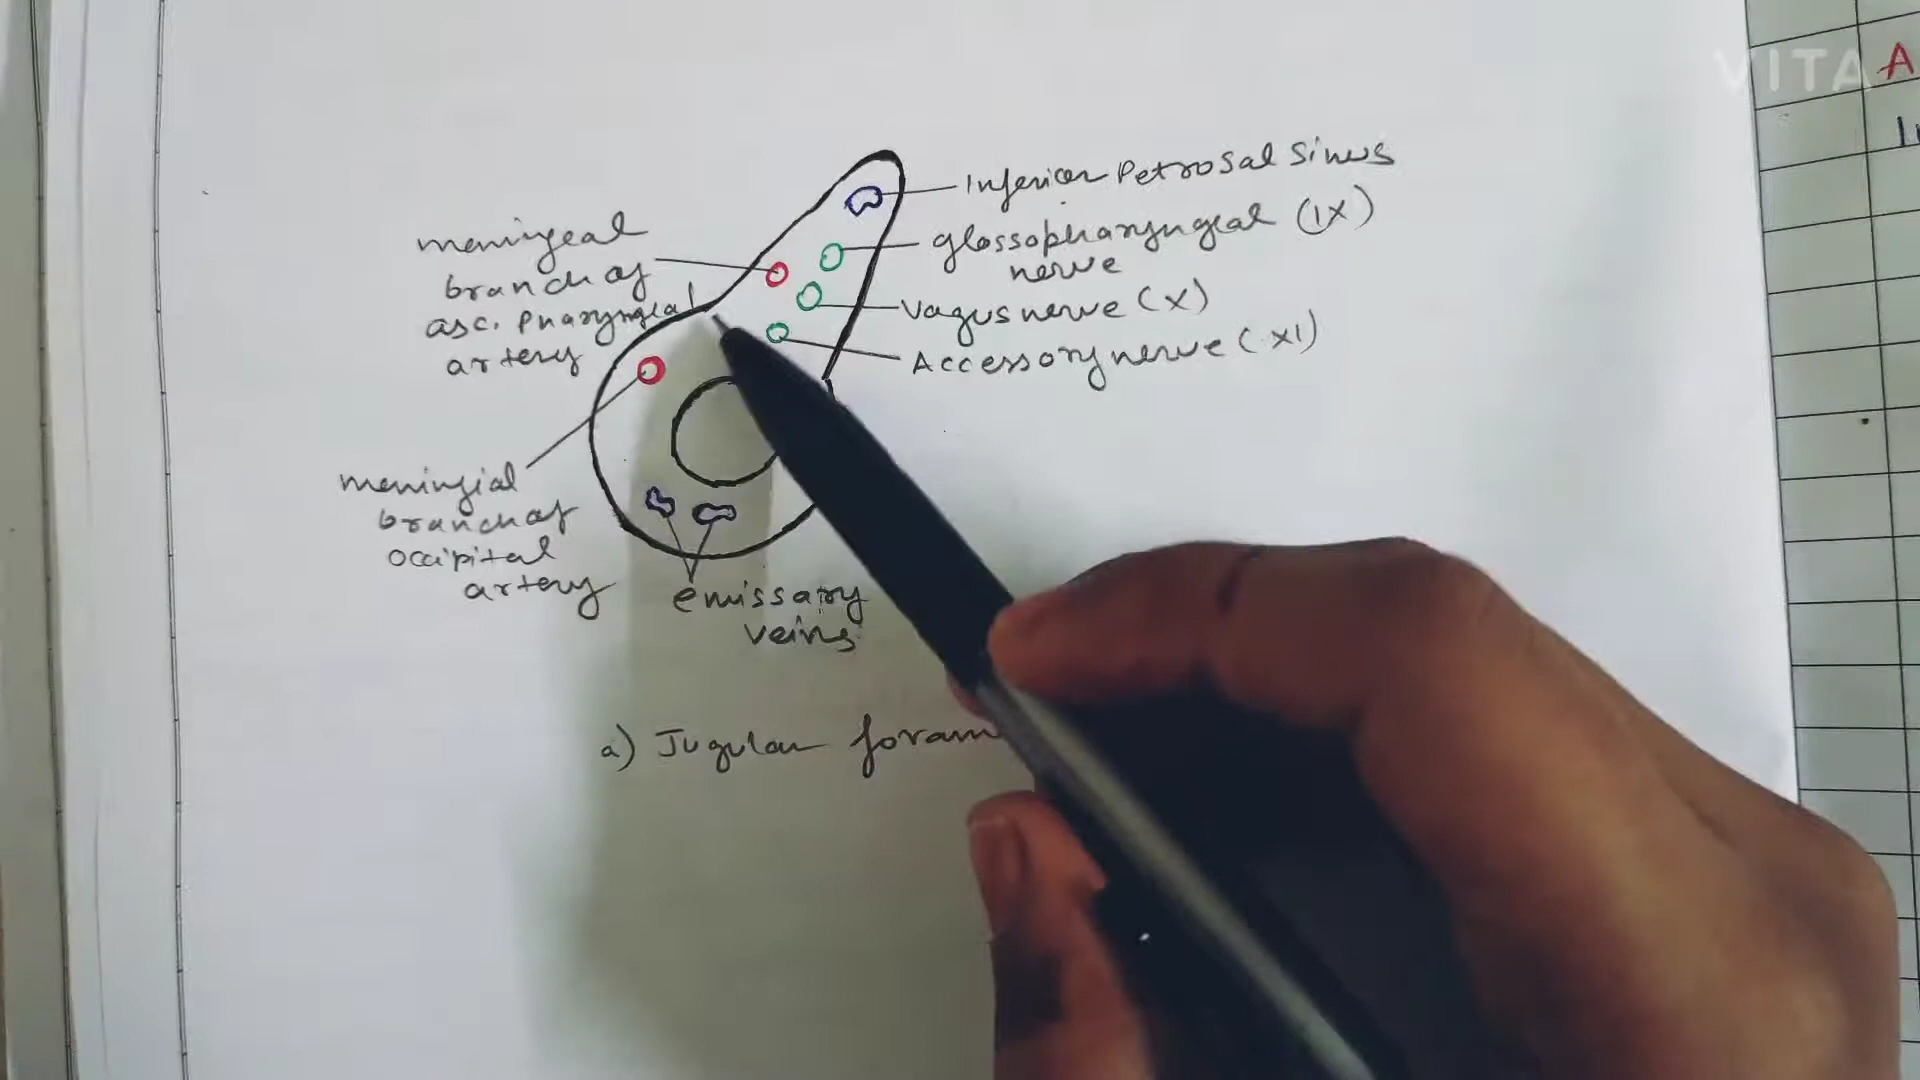 VITA
A
Inferior Petrosal Sinus
glossopharyngeal (IX)
nerve
Vagus nerve (X)
Accessory nerve (XI)
meningeal
branch of
asc. Pharyngeal
artery
meningial
branch of
occipital
artery
emissary
veins
a) Jugular foram